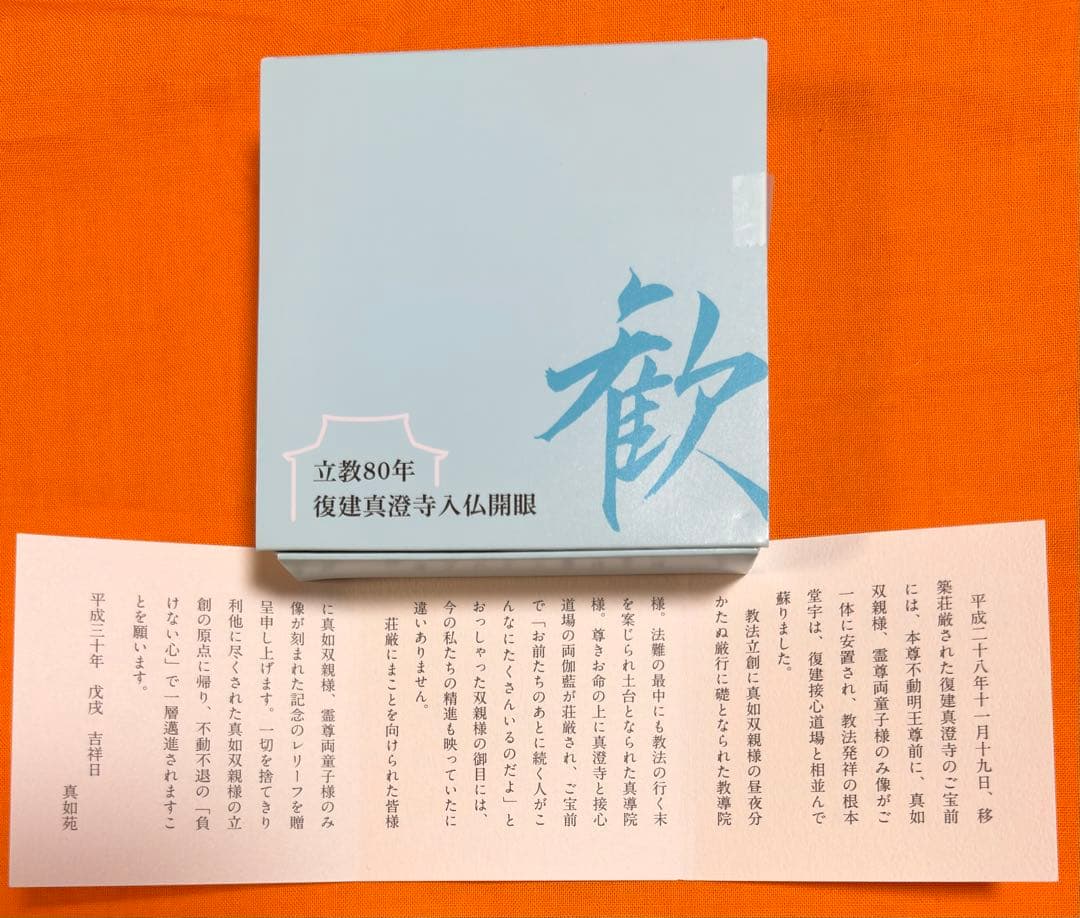 歓
立教80年
復建真澄寺入仏開眼
平成二十八年十一月十九日、移
築荘厳された復建真澄寺のご宝前
には、本尊不動明王尊前に、真如
双親様、霊尊両童子様のみ像がご
一体に安置され、教法発祥の根本
堂宇は、復建接心道場と相並んで
蘇りました。
教法立創に真如双親様の昼夜分
かたぬ厳行に礎となられた教導院
様。法難の最中にも教法の行く末
を案じられ土台となられた真導院
様。尊きお命の上に真澄寺と接心
道場の両伽藍が荘厳され、ご宝前
で「お前たちのあとに続く人がこ
んなにたくさんいるのだよ」と
おっしゃった双親様の御目には、
今の私たちの精進も映っていたに
違いありません。
荘厳にまことを向けられた皆様
に真如双親様、霊尊両童子様のみ
像が刻まれた記念のレリーフを贈
呈申し上げます。一切を捨てきり
利他に尽くされた真如双親様の立
創の原点に帰り、不動不退の「負
けない心」で一層邁進されますこ
とを願います。
平成三十年　戊戌　吉祥日
真如苑